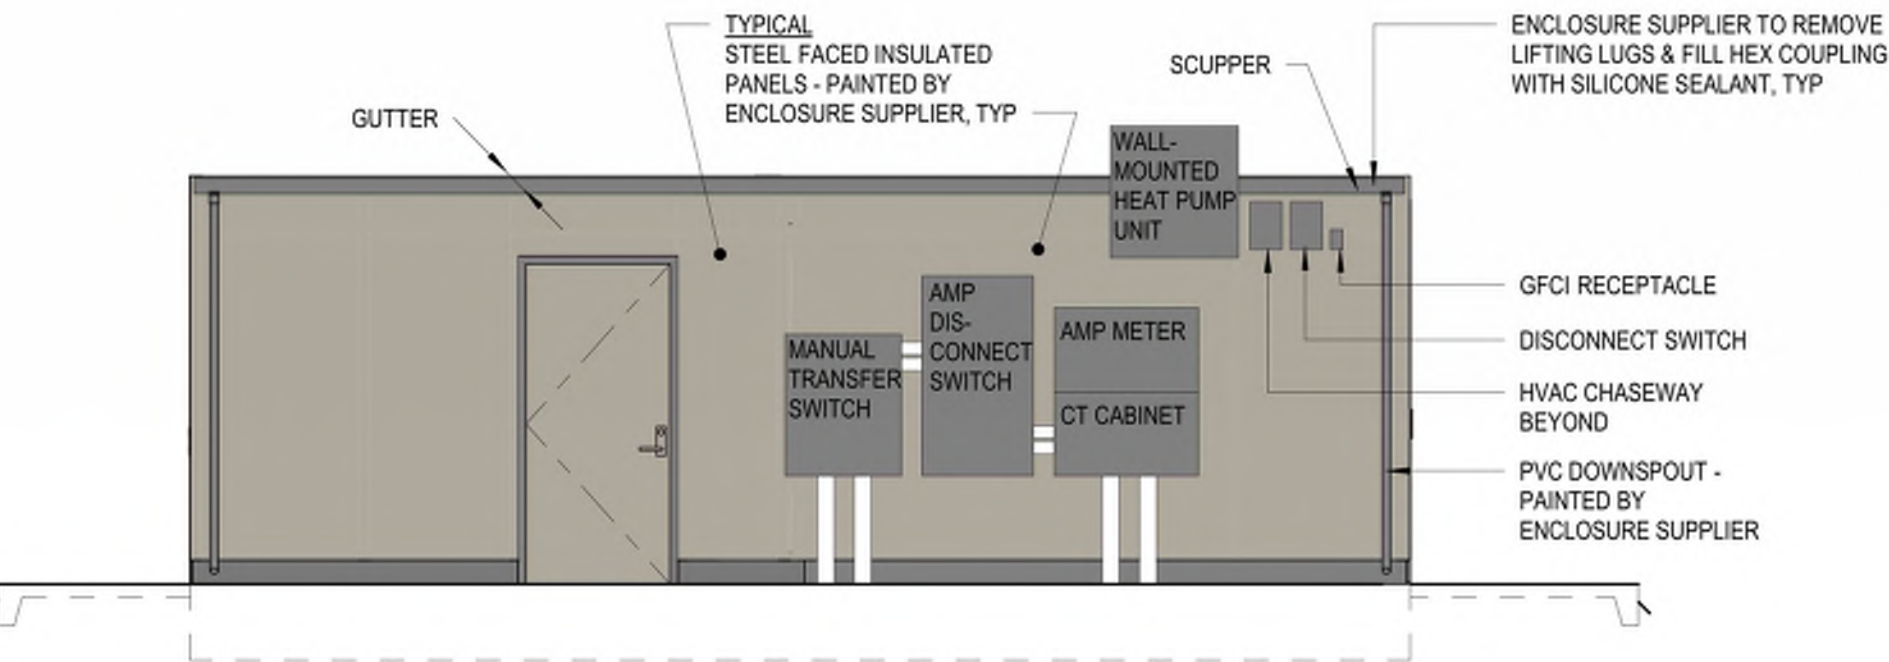 TYPICAL
STEEL FACED INSULATED
PANELS - PAINTED BY
ENCLOSURE SUPPLIER, TYP
ENCLOSURE SUPPLIER TO REMOVE
LIFTING LUGS & FILL HEX COUPLING
WITH SILICONE SEALANT, TYP
SCUPPER
GUTTER
WALL-
MOUNTED
HEAT PUMP
UNIT
AMP
DIS-
CONNECT
SWITCH
MANUAL
TRANSFER
SWITCH
AMP METER
CT CABINET
GFCI RECEPTACLE
DISCONNECT SWITCH
HVAC CHASEWAY
BEYOND
PVC DOWNSPOUT -
PAINTED BY
ENCLOSURE SUPPLIER